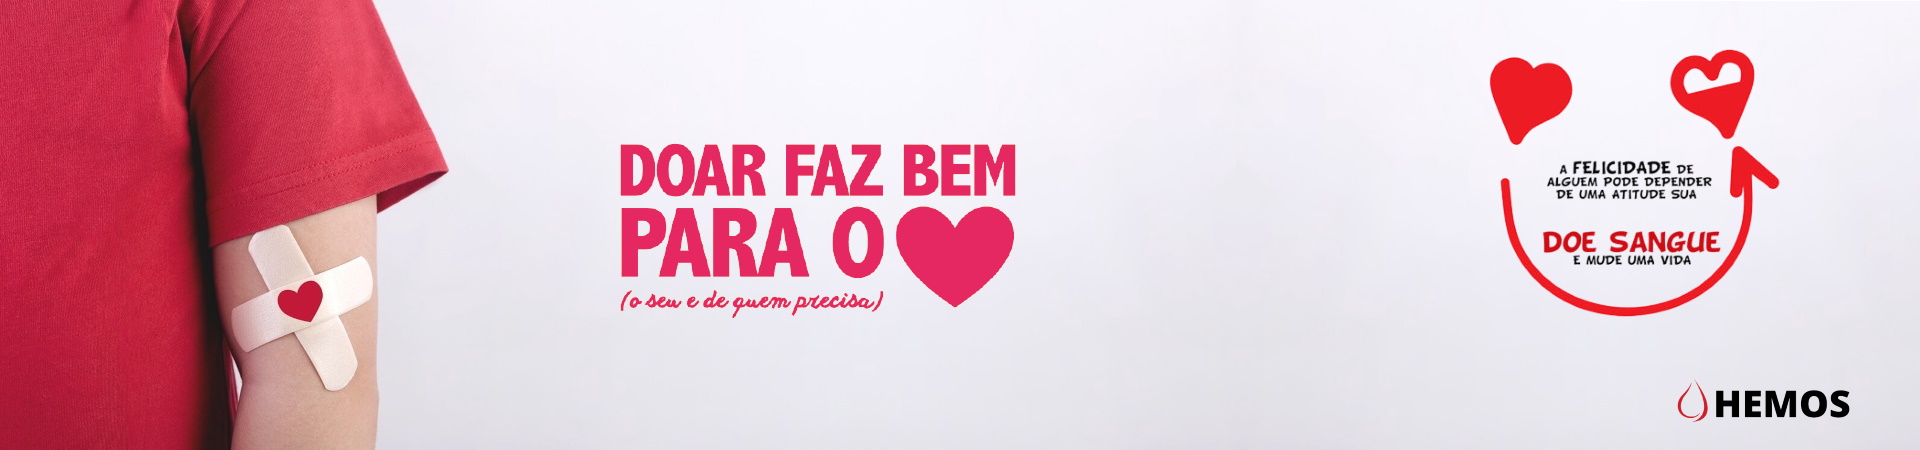 DOAR FAZ BEM
PARA O
(o seu e de quem precisa)
A FELICIDADE DE
ALGUEM PODE DEPENDER
DE UMA ATITUDE SUA
DOE SANGUE
E MUDE UMA VIDA
HEMOS